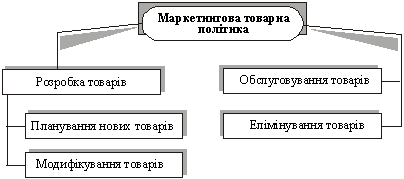 Маркетингова товарна
політика
Розробка товарів
Обслуговування товарів
Планування нових товарів
Елімінування товарів
Модифікування товарів